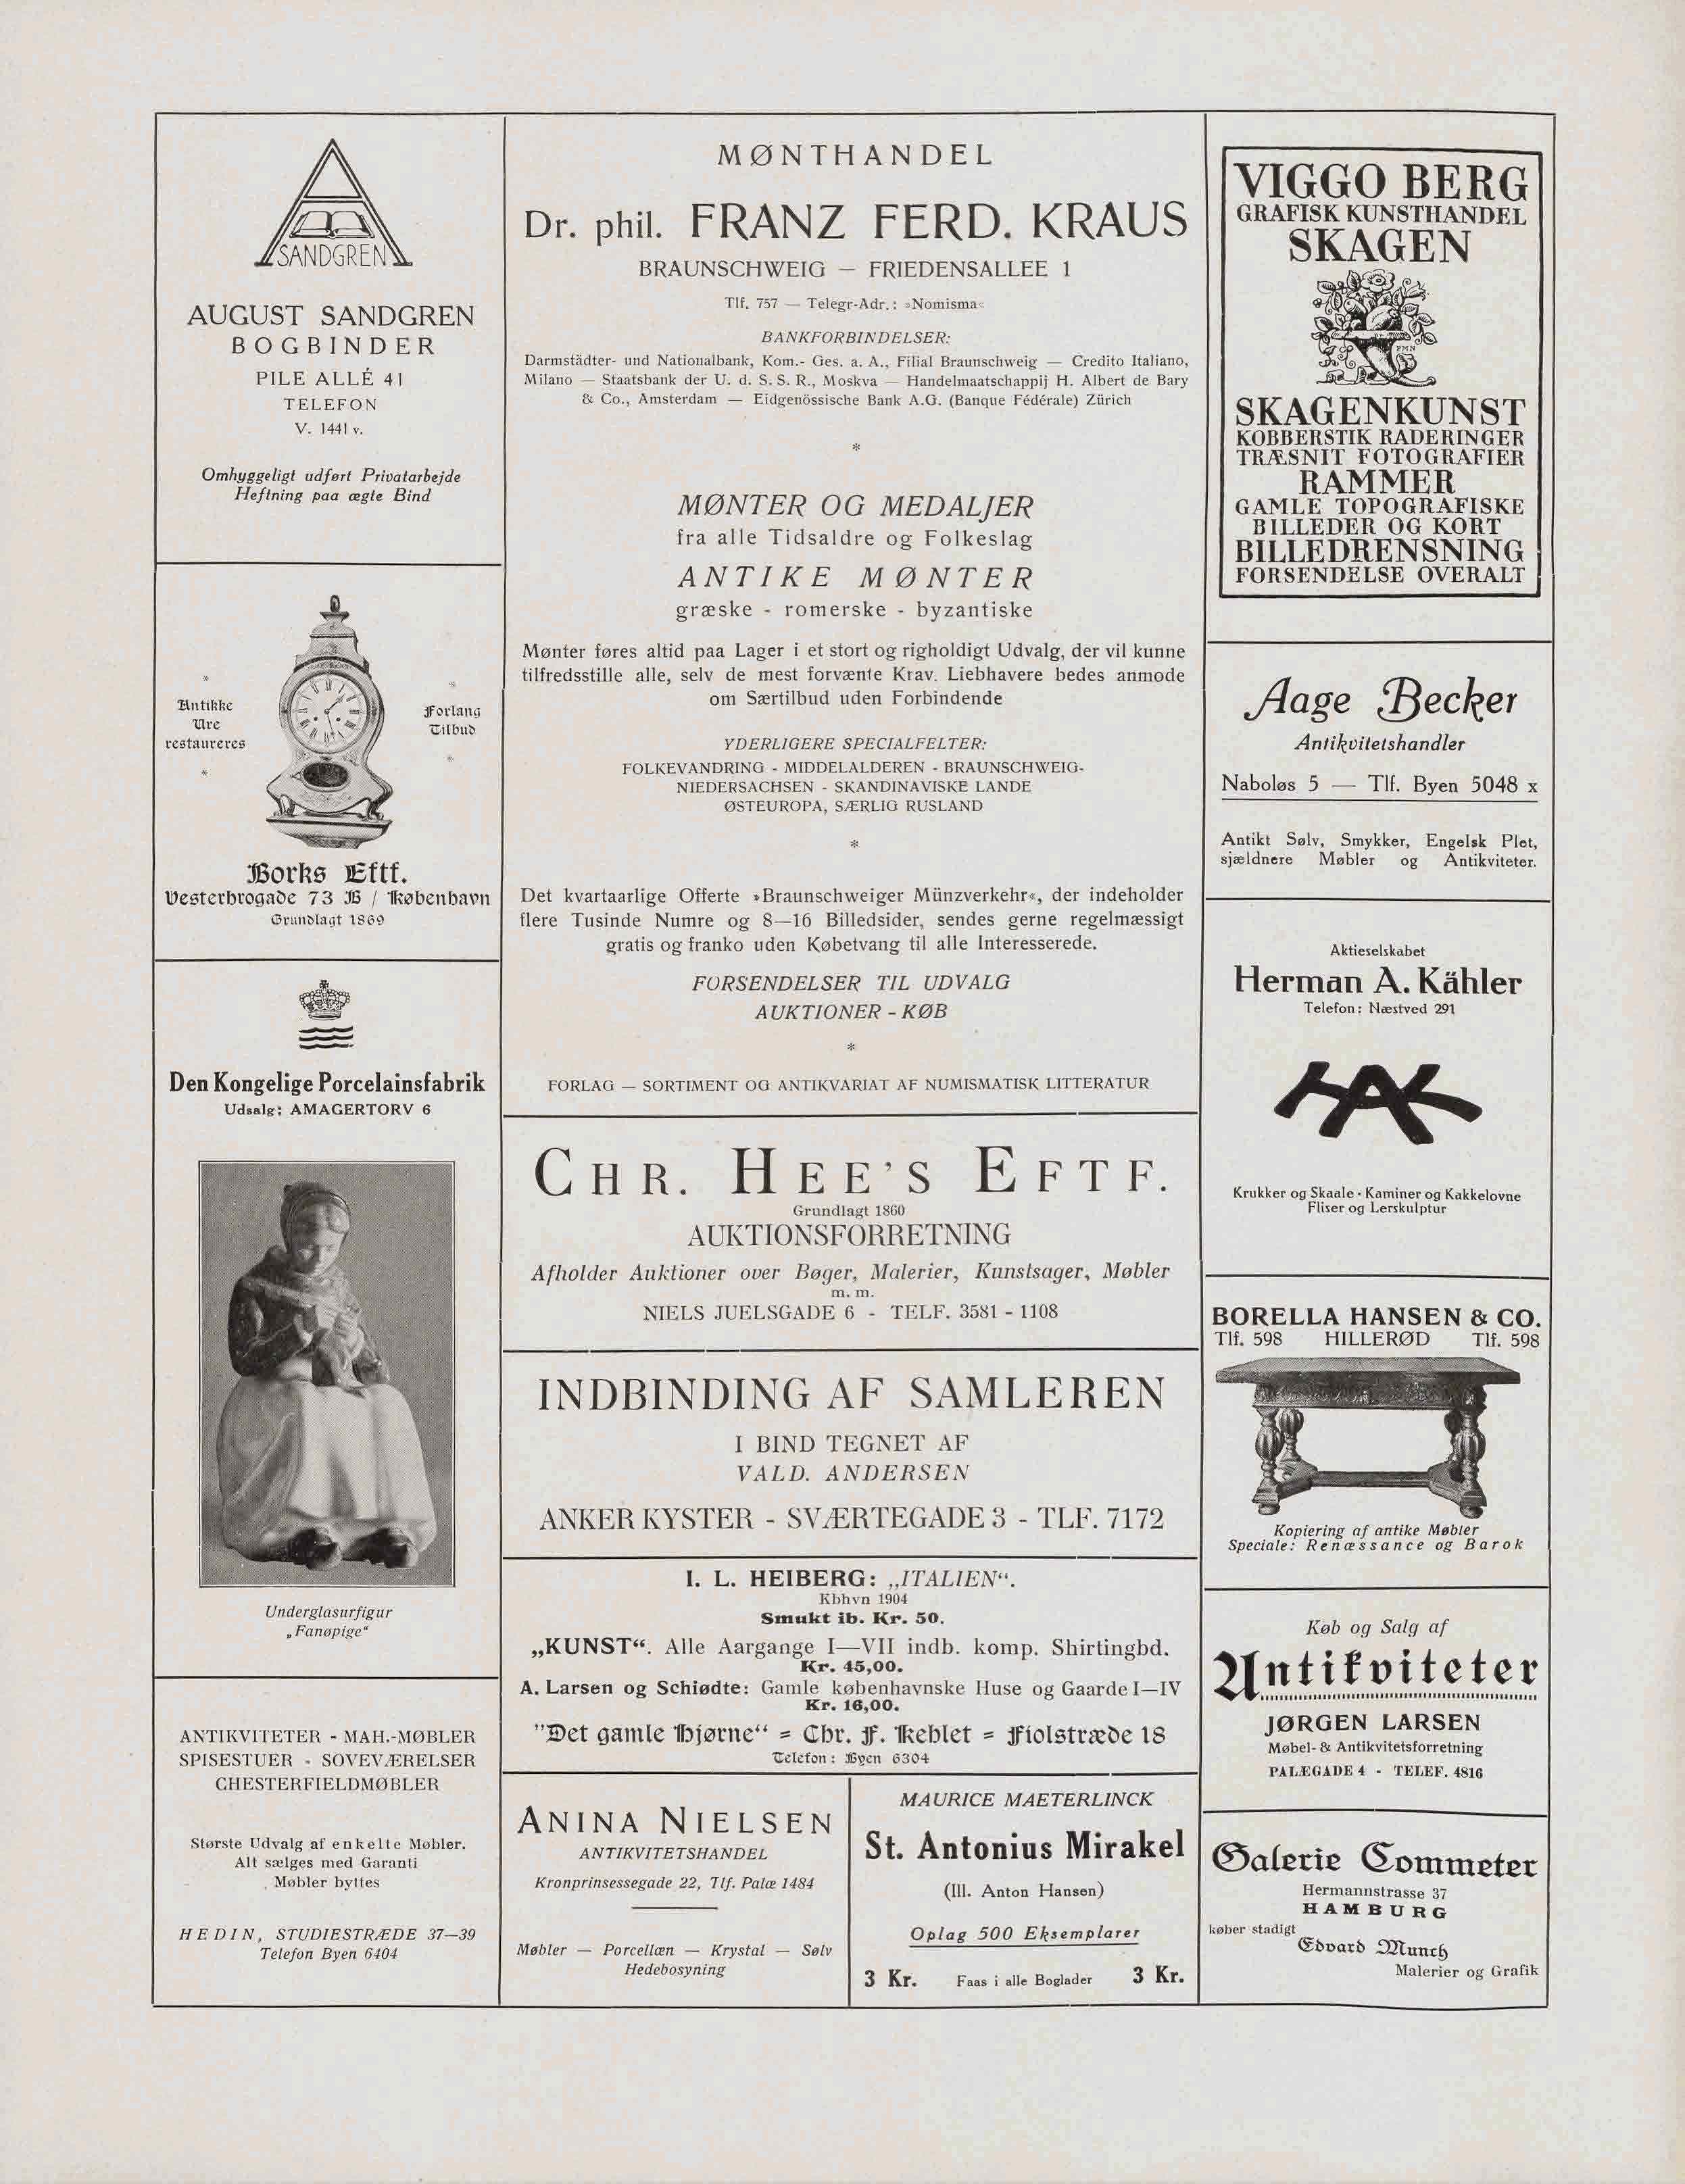 SANDGREN
AUGUST SANDGREN
BOGBINDER
PILE ALLÉ 41
TELEFON
V. 1441 v.
Omhyggeligt udført Privatarbejde
Heftning paa ægte Bind
Antikke
Ure
restaureres
Forlang
Tilbud
Borks Eftf.
Vesterbrogade 73 B / København
Grundlagt 1869
Den Kongelige Porcelainsfabrik
Udsalg: AMAGERTORV 6
Underglasurfigur
„Fanøpige“
ANTIKVITETER - MAH.-MØBLER
SPISESTUER - SOVEVÆRELSER
CHESTERFIELDMØBLER
Største Udvalg af enkelte Møbler.
Alt sælges med Garanti
Møbler byttes
HEDIN, STUDIESTRÆDE 37—39
Telefon Byen 6404
MØNTHANDEL
Dr. phil. FRANZ FERD. KRAUS
BRAUNSCHWEIG — FRIEDENSALLEE 1
Tlf. 757 — Telegr-Adr.: »Nomisma«
BANKFORBINDELSER:
Darmstädter- und Nationalbank, Kom.- Ges. a. A., Filial Braunschweig — Credito Italiano,
Milano — Staatsbank der U. d. S. S. R., Moskva — Handelmaatschappij H. Albert de Bary
& Co., Amsterdam — Eidgenössische Bank A.G. (Banque Fédérale) Zürich
*
MØNTER OG MEDALJER
fra alle Tidsaldre og Folkeslag
ANTIKE MØNTER
græske - romerske - byzantiske
Mønter føres altid paa Lager i et stort og righoldigt Udvalg, der vil kunne
tilfredsstille alle, selv de mest forvænte Krav. Liebhavere bedes anmode
om Særtilbud uden Forbindende
YDERLIGERE SPECIALFELTER:
FOLKEVANDRING - MIDDELALDEREN - BRAUNSCHWEIG-
NIEDERSACHSEN - SKANDINAVISKE LANDE
ØSTEUROPA, SÆRLIG RUSLAND
*
Det kvartaarlige Offerte »Braunschweiger Münzverkehr«, der indeholder
flere Tusinde Numre og 8—16 Billedsider, sendes gerne regelmæssigt
gratis og franko uden Købetvang til alle Interesserede.
FORSENDELSER TIL UDVALG
AUKTIONER - KØB
*
FORLAG — SORTIMENT OG ANTIKVARIAT AF NUMISMATISK LITTERATUR
CHR. HEE'S EFTF.
Grundlagt 1860
AUKTIONSFORRETNING
Afholder Auktioner over Bøger, Malerier, Kunstsager, Møbler
m. m.
NIELS JUELSGADE 6 - TELF. 3581 - 1108
INDBINDING AF SAMLEREN
I BIND TEGNET AF
VALD. ANDERSEN
ANKER KYSTER - SVÆRTEGADE 3 - TLF. 7172
I. L. HEIBERG: „ITALIEN“.
Kbhvn 1904
Smukt ib. Kr. 50.
„KUNST“. Alle Aargange I—VII indb. komp. Shirtingbd.
Kr. 45,00.
A. Larsen og Schiødte: Gamle københavnske Huse og Gaarde I—IV
Kr. 16,00.
"Det gamle Hjørne“ = Chr. F. Keblet = Fiolstræde 18
Telefon: Byen 6304
ANINA NIELSEN
ANTIKVITETSHANDEL
Kronprinsessegade 22, Tlf. Palæ 1484
Møbler — Porcellæn — Krystal — Sølv
Hedebosyning
MAURICE MAETERLINCK
St. Antonius Mirakel
(Ill. Anton Hansen)
Oplag 500 Eksemplarer
3 Kr. Faas i alle Boglader 3 Kr.
VIGGO BERG
GRAFISK KUNSTHANDEL
SKAGEN
PMN
SKAGENKUNST
KOBBERSTIK RADERINGER
TRÆSNIT FOTOGRAFIER
RAMMER
GAMLE TOPOGRAFISKE
BILLEDER OG KORT
BILLEDRENSNING
FORSENDELSE OVERALT
Aage Becker
Antikvitetshandler
Naboløs 5 — Tlf. Byen 5048 x
Antikt Sølv, Smykker, Engelsk Plet,
sjældnere Møbler og Antikviteter.
Aktieselskabet
Herman A. Kähler
Telefon: Næstved 291
HAK
Krukker og Skaale · Kaminer og Kakkelovne
Fliser og Lerskulptur
BORELLA HANSEN & CO.
Tlf. 598 HILLERØD Tlf. 598
Kopiering af antike Møbler
Speciale: Renæssance og Barok
Køb og Salg af
Antikviteter
JØRGEN LARSEN
Møbel- & Antikvitetsforretning
PALÆGADE 4 - TELEF. 4816
Galerie Commeter
Hermannstrasse 37
HAMBURG
køber stadigt
Edvard Munch
Malerier og Grafik